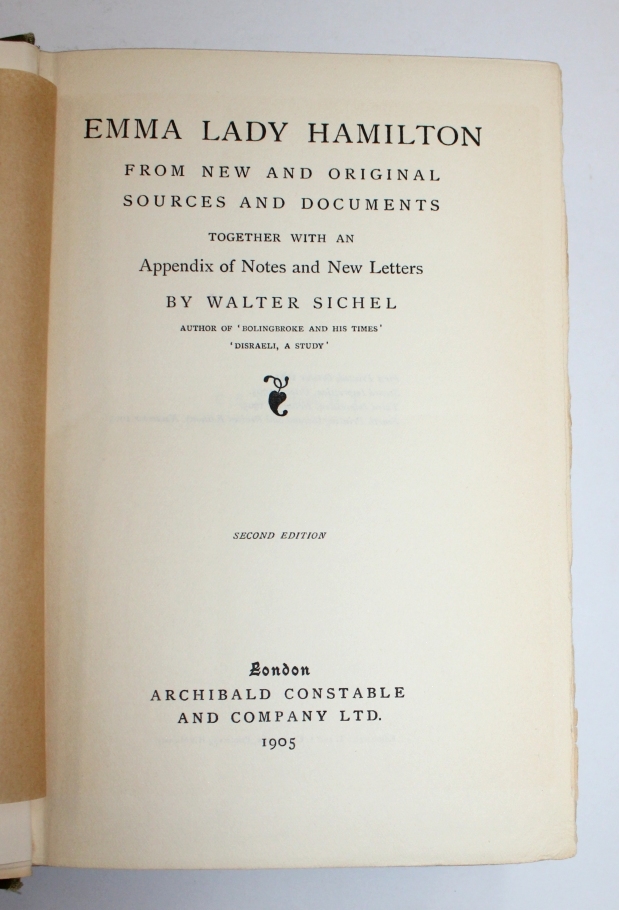 EMMA LADY HAMILTON
FROM NEW AND ORIGINAL
SOURCES AND DOCUMENTS
TOGETHER WITH AN
Appendix of Notes and New Letters
BY WALTER SICHEL
AUTHOR OF ‘BOLINGBROKE AND HIS TIMES’
‘DISRAELI, A STUDY’
SECOND EDITION
London
ARCHIBALD CONSTABLE
AND COMPANY LTD.
1905